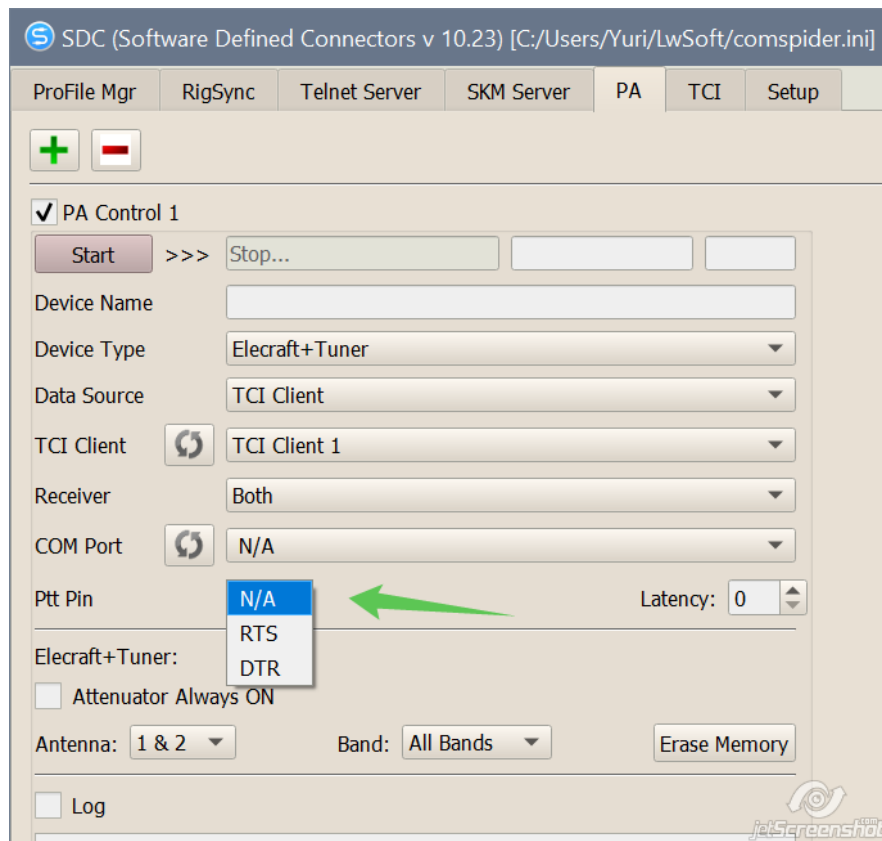 SDC (Software Defined Connectors v 10.23) [C:/Users/Yuri/LwSoft/comspider.ini]
ProFile Mgr RigSync Telnet Server SKM Server PA TCI Setup
PA Control 1
Start >>> Stop...
Device Name
Device Type Elecraft+Tuner
Data Source TCI Client
TCI Client TCI Client 1
Receiver Both
COM Port N/A
Ptt Pin N/A Latency: 0
RTS
DTR
Elecraft+Tuner:
Attenuator Always ON
Antenna: 1 & 2 Band: All Bands Erase Memory
Log
jetScreenshot
.com